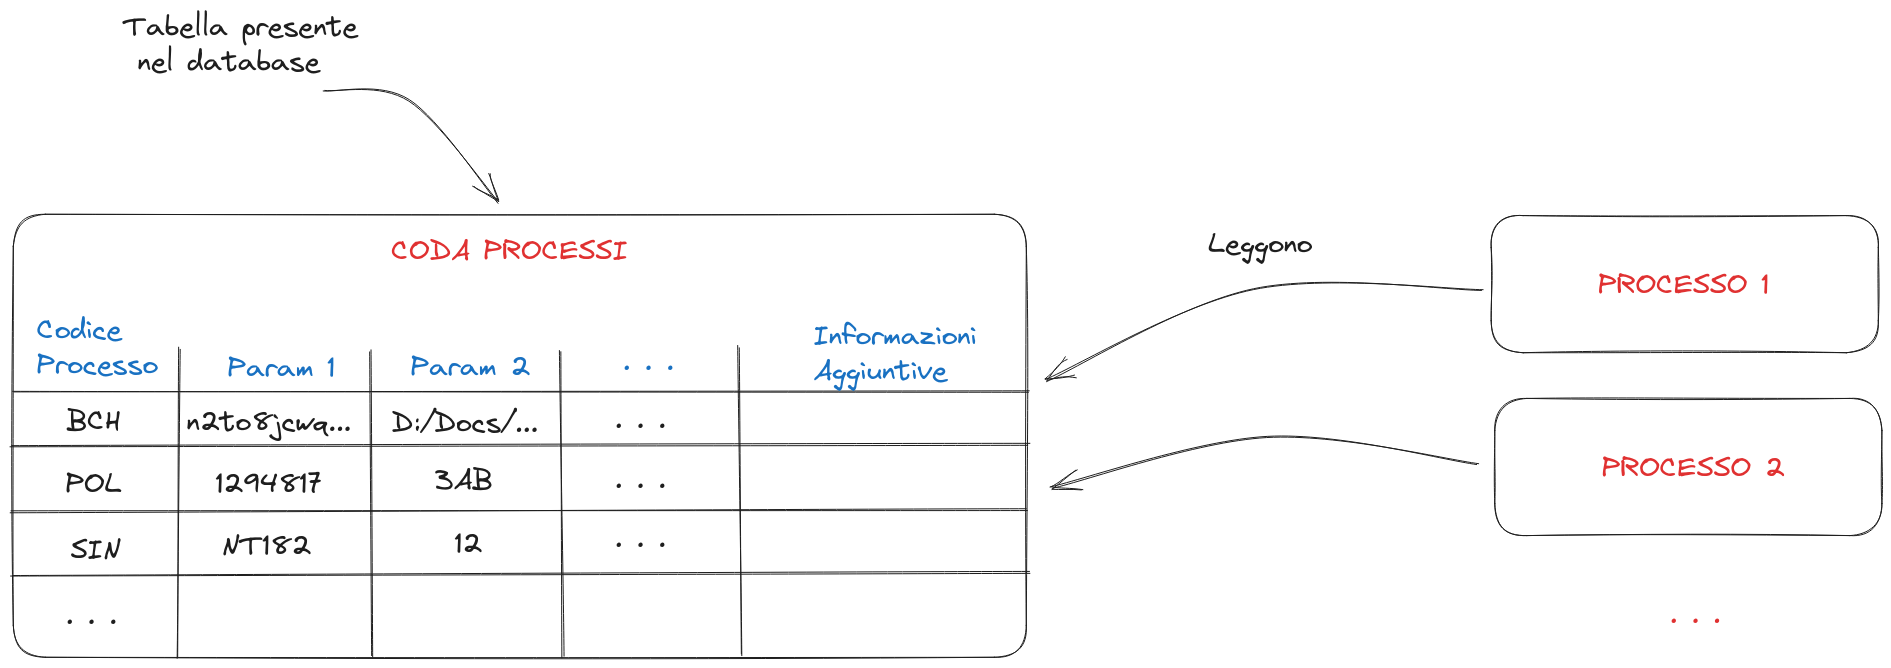 Tabella presente
nel database
CODA PROCESSI
Leggono
PROCESSO 1
Codice
Processo
Param 1
Param 2
. . .
Informazioni
Aggiuntive
BCH
n2to8jcwq...
D:/Docs/...
. . .
POL
1294817
3AB
. . .
SIN
NT182
12
. . .
. . .
PROCESSO 2
. . .